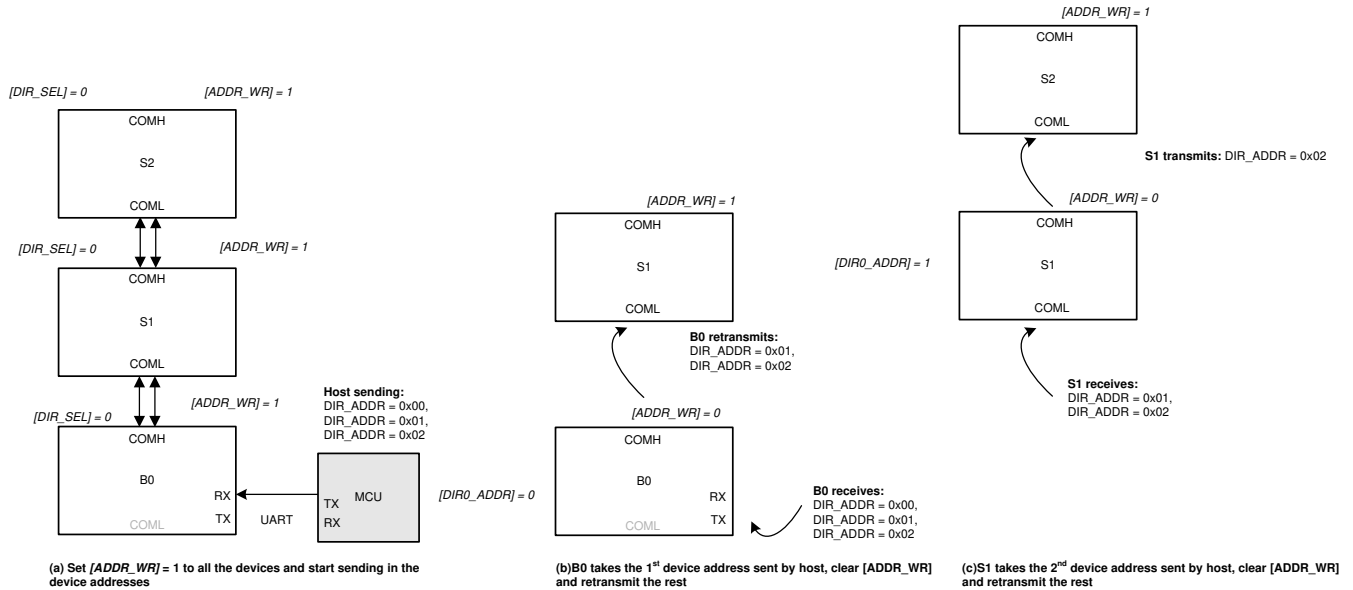 [DIR_SEL] = 0
[ADDR_WR] = 1
COMH
S2
COML
[DIR_SEL] = 0
[ADDR_WR] = 1
COMH
S1
COML
[DIR_SEL] = 0
[ADDR_WR] = 1
COMH
B0
RX
TX
COML
UART
Host sending:
DIR_ADDR = 0x00,
DIR_ADDR = 0x01,
DIR_ADDR = 0x02
MCU
TX
RX
(a) Set [ADDR_WR] = 1 to all the devices and start sending in the
device addresses
[ADDR_WR] = 1
COMH
S1
COML
B0 retransmits:
DIR_ADDR = 0x01,
DIR_ADDR = 0x02
[ADDR_WR] = 0
COMH
[DIR0_ADDR] = 0
B0
RX
TX
COML
B0 receives:
DIR_ADDR = 0x00,
DIR_ADDR = 0x01,
DIR_ADDR = 0x02
(b)B0 takes the 1st device address sent by host, clear [ADDR_WR]
and retransmit the rest
[ADDR_WR] = 1
COMH
S2
COML
S1 transmits: DIR_ADDR = 0x02
[ADDR_WR] = 0
COMH
[DIR0_ADDR] = 1
S1
COML
S1 receives:
DIR_ADDR = 0x01,
DIR_ADDR = 0x02
(c)S1 takes the 2nd device address sent by host, clear [ADDR_WR]
and retransmit the rest